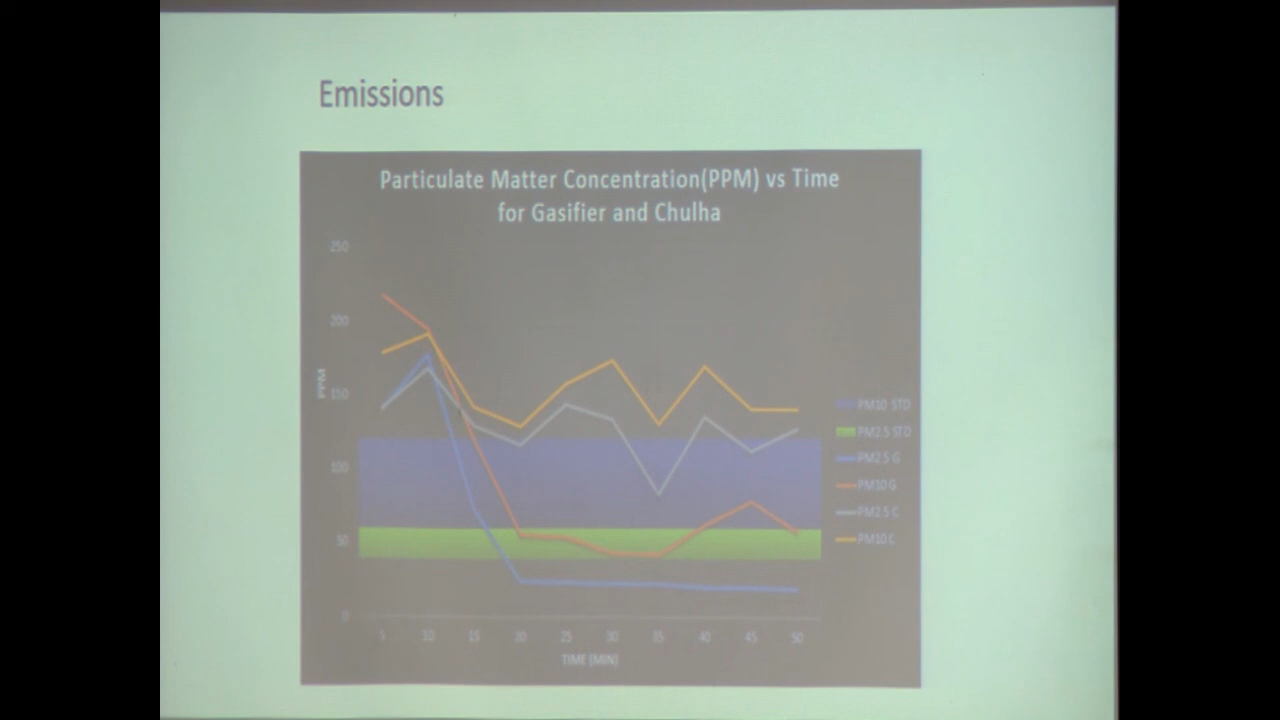 Emissions
Particulate Matter Concentration(PPM) vs Time
for Gasifier and Chulha
250
200
150
100
50
0
PPM
5 10 15 20 25 30 35 40 45 50
TIME (MIN)
PM10 STD
PM2.5 STD
PM2.5 G
PM10 G
PM2.5 C
PM10 C